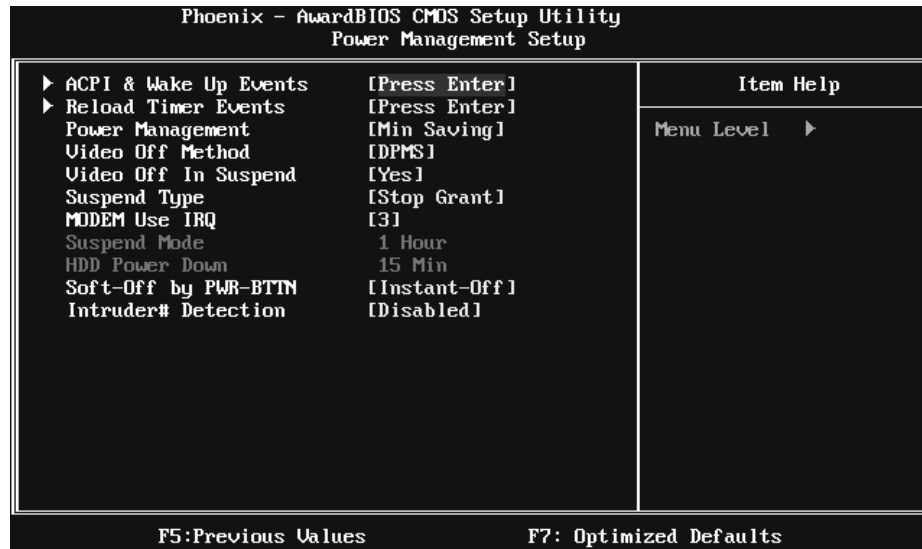 Phoenix - AwardBIOS CMOS Setup Utility
Power Management Setup
ACPI & Wake Up Events [Press Enter]
Reload Timer Events [Press Enter]
Power Management [Min Saving]
Video Off Method [DPMS]
Video Off In Suspend [Yes]
Suspend Type [Stop Grant]
MODEM Use IRQ [3]
Suspend Mode 1 Hour
HDD Power Down 15 Min
Soft-Off by PWR-BTTN [Instant-Off]
Intruder# Detection [Disabled]
Item Help
Menu Level
F5:Previous Values F7: Optimized Defaults